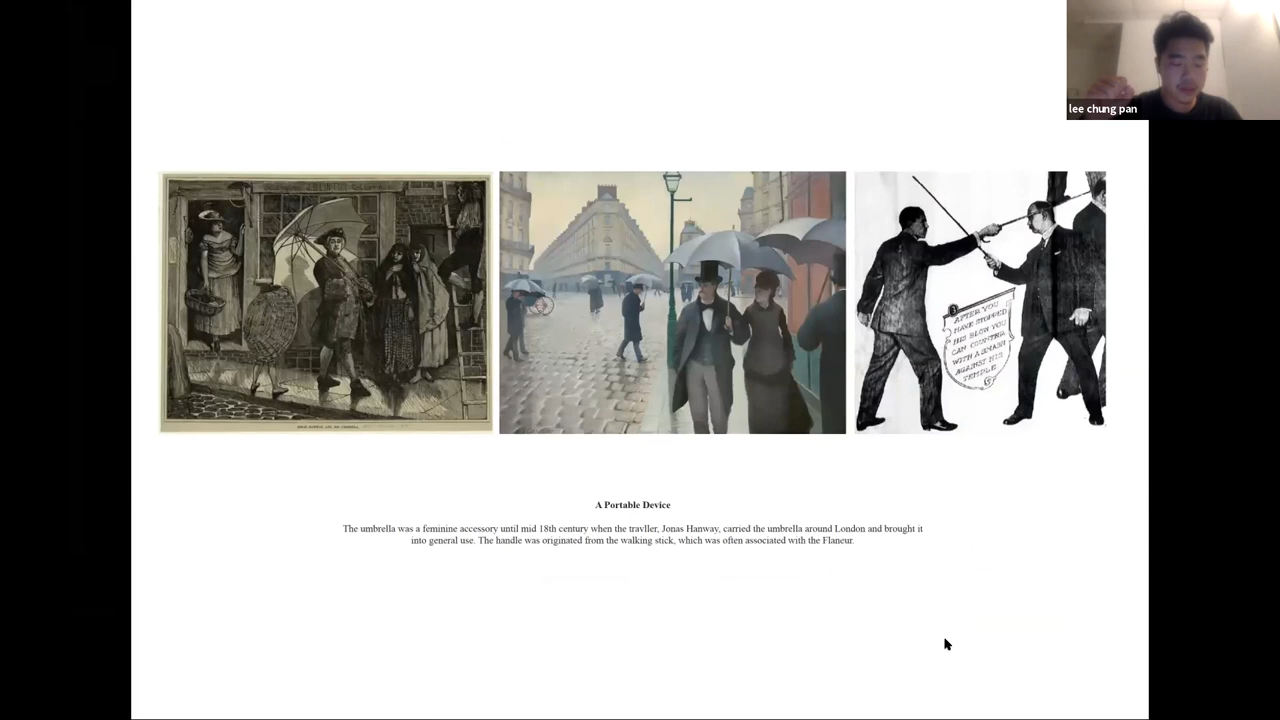 lee chung pan
AFTER YOU
HAVE STOPPED
HIS BLOW YOU
CAN COUNTER
WITH A SMASH
AGAINST HIS
TEMPLE
A Portable Device
The umbrella was a feminine accessory until mid 18th century when the travller, Jonas Hanway, carried the umbrella around London and brought it
into general use. The handle was originated from the walking stick, which was often associated with the Flaneur.